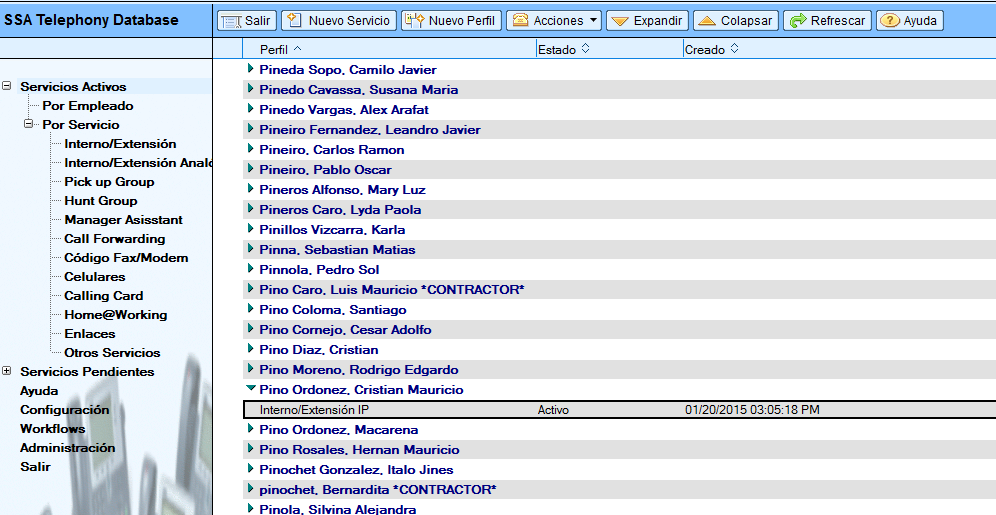 SSA Telephony Database
Salir Nuevo Servicio Nuevo Perfil Acciones Expandir Colapsar Refrescar Ayuda
Perfil Estado Creado
Servicios Activos
Por Empleado
Por Servicio
Interno/Extensión
Interno/Extensión Analo
Pick up Group
Hunt Group
Manager Asisstant
Call Forwarding
Código Fax/Modem
Celulares
Calling Card
Home@Working
Enlaces
Otros Servicios
Servicios Pendientes
Ayuda
Configuración
Workflows
Administración
Salir
Pineda Sopo, Camilo Javier
Pinedo Cavassa, Susana Maria
Pinedo Vargas, Alex Arafat
Pineiro Fernandez, Leandro Javier
Pineiro, Carlos Ramon
Pineiro, Pablo Oscar
Pineros Alfonso, Mary Luz
Pineros Caro, Lyda Paola
Pinillos Vizcarra, Karla
Pinna, Sebastian Matias
Pinnola, Pedro Sol
Pino Caro, Luis Mauricio *CONTRACTOR*
Pino Coloma, Santiago
Pino Cornejo, Cesar Adolfo
Pino Diaz, Cristian
Pino Moreno, Rodrigo Edgardo
Pino Ordonez, Cristian Mauricio
Interno/Extensión IP Activo 01/20/2015 03:05:18 PM
Pino Ordonez, Macarena
Pino Rosales, Hernan Mauricio
Pinochet Gonzalez, Italo Jines
pinochet, Bernardita *CONTRACTOR*
Pinola, Silvina Alejandra